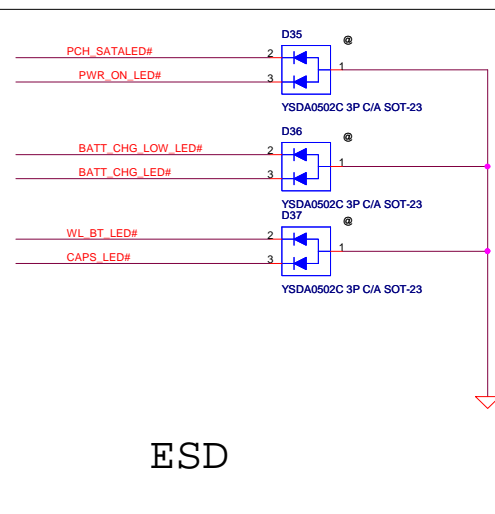 D35
@
PCH_SATALED#
2
1
PWR_ON_LED#
3
YSDA0502C 3P C/A SOT-23
D36
@
BATT_CHG_LOW_LED#
2
1
BATT_CHG_LED#
3
YSDA0502C 3P C/A SOT-23
D37
@
WL_BT_LED#
2
1
CAPS_LED#
3
YSDA0502C 3P C/A SOT-23
ESD